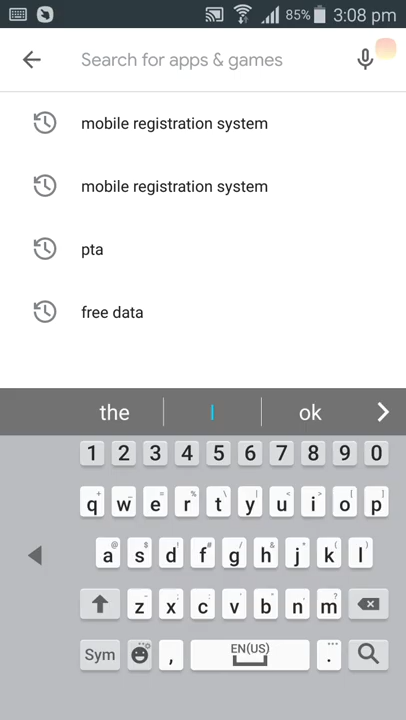 85% 3:08 pm
Search for apps & games
mobile registration system
mobile registration system
pta
free data
the I ok
1 2 3 4 5 6 7 8 9 0
q w e r t y u i o p
a s d f g h j k l
z x c v b n m
Sym , EN(US) .